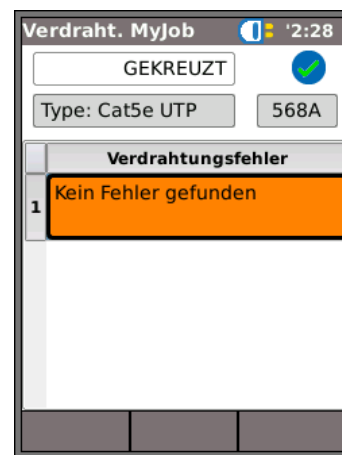 Verdraht. MyJob '2:28
GEKREUZT
Type: Cat5e UTP 568A
Verdrahtungsfehler
1 Kein Fehler gefunden